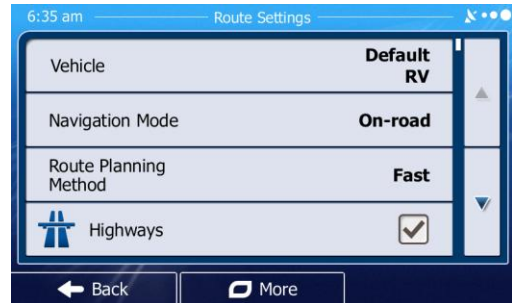 6:35 am Route Settings
Vehicle Default
RV
Navigation Mode On-road
Route Planning
Method Fast
Highways
Back More